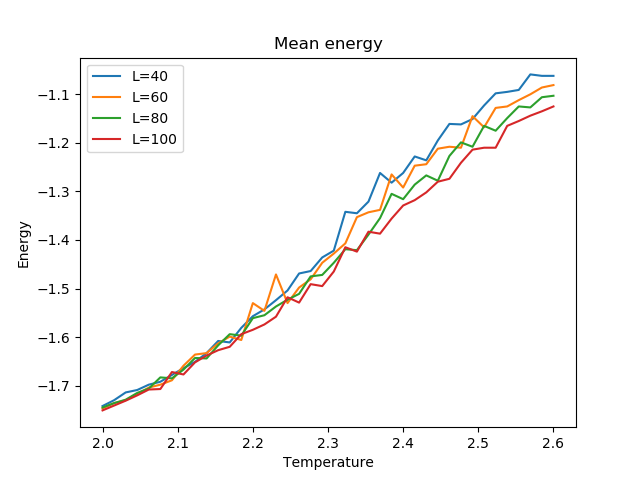 Mean energy
L=40
L=60
L=80
L=100
−1.1
−1.2
−1.3
−1.4
−1.5
−1.6
−1.7
Energy
2.0 2.1 2.2 2.3 2.4 2.5 2.6
Temperature